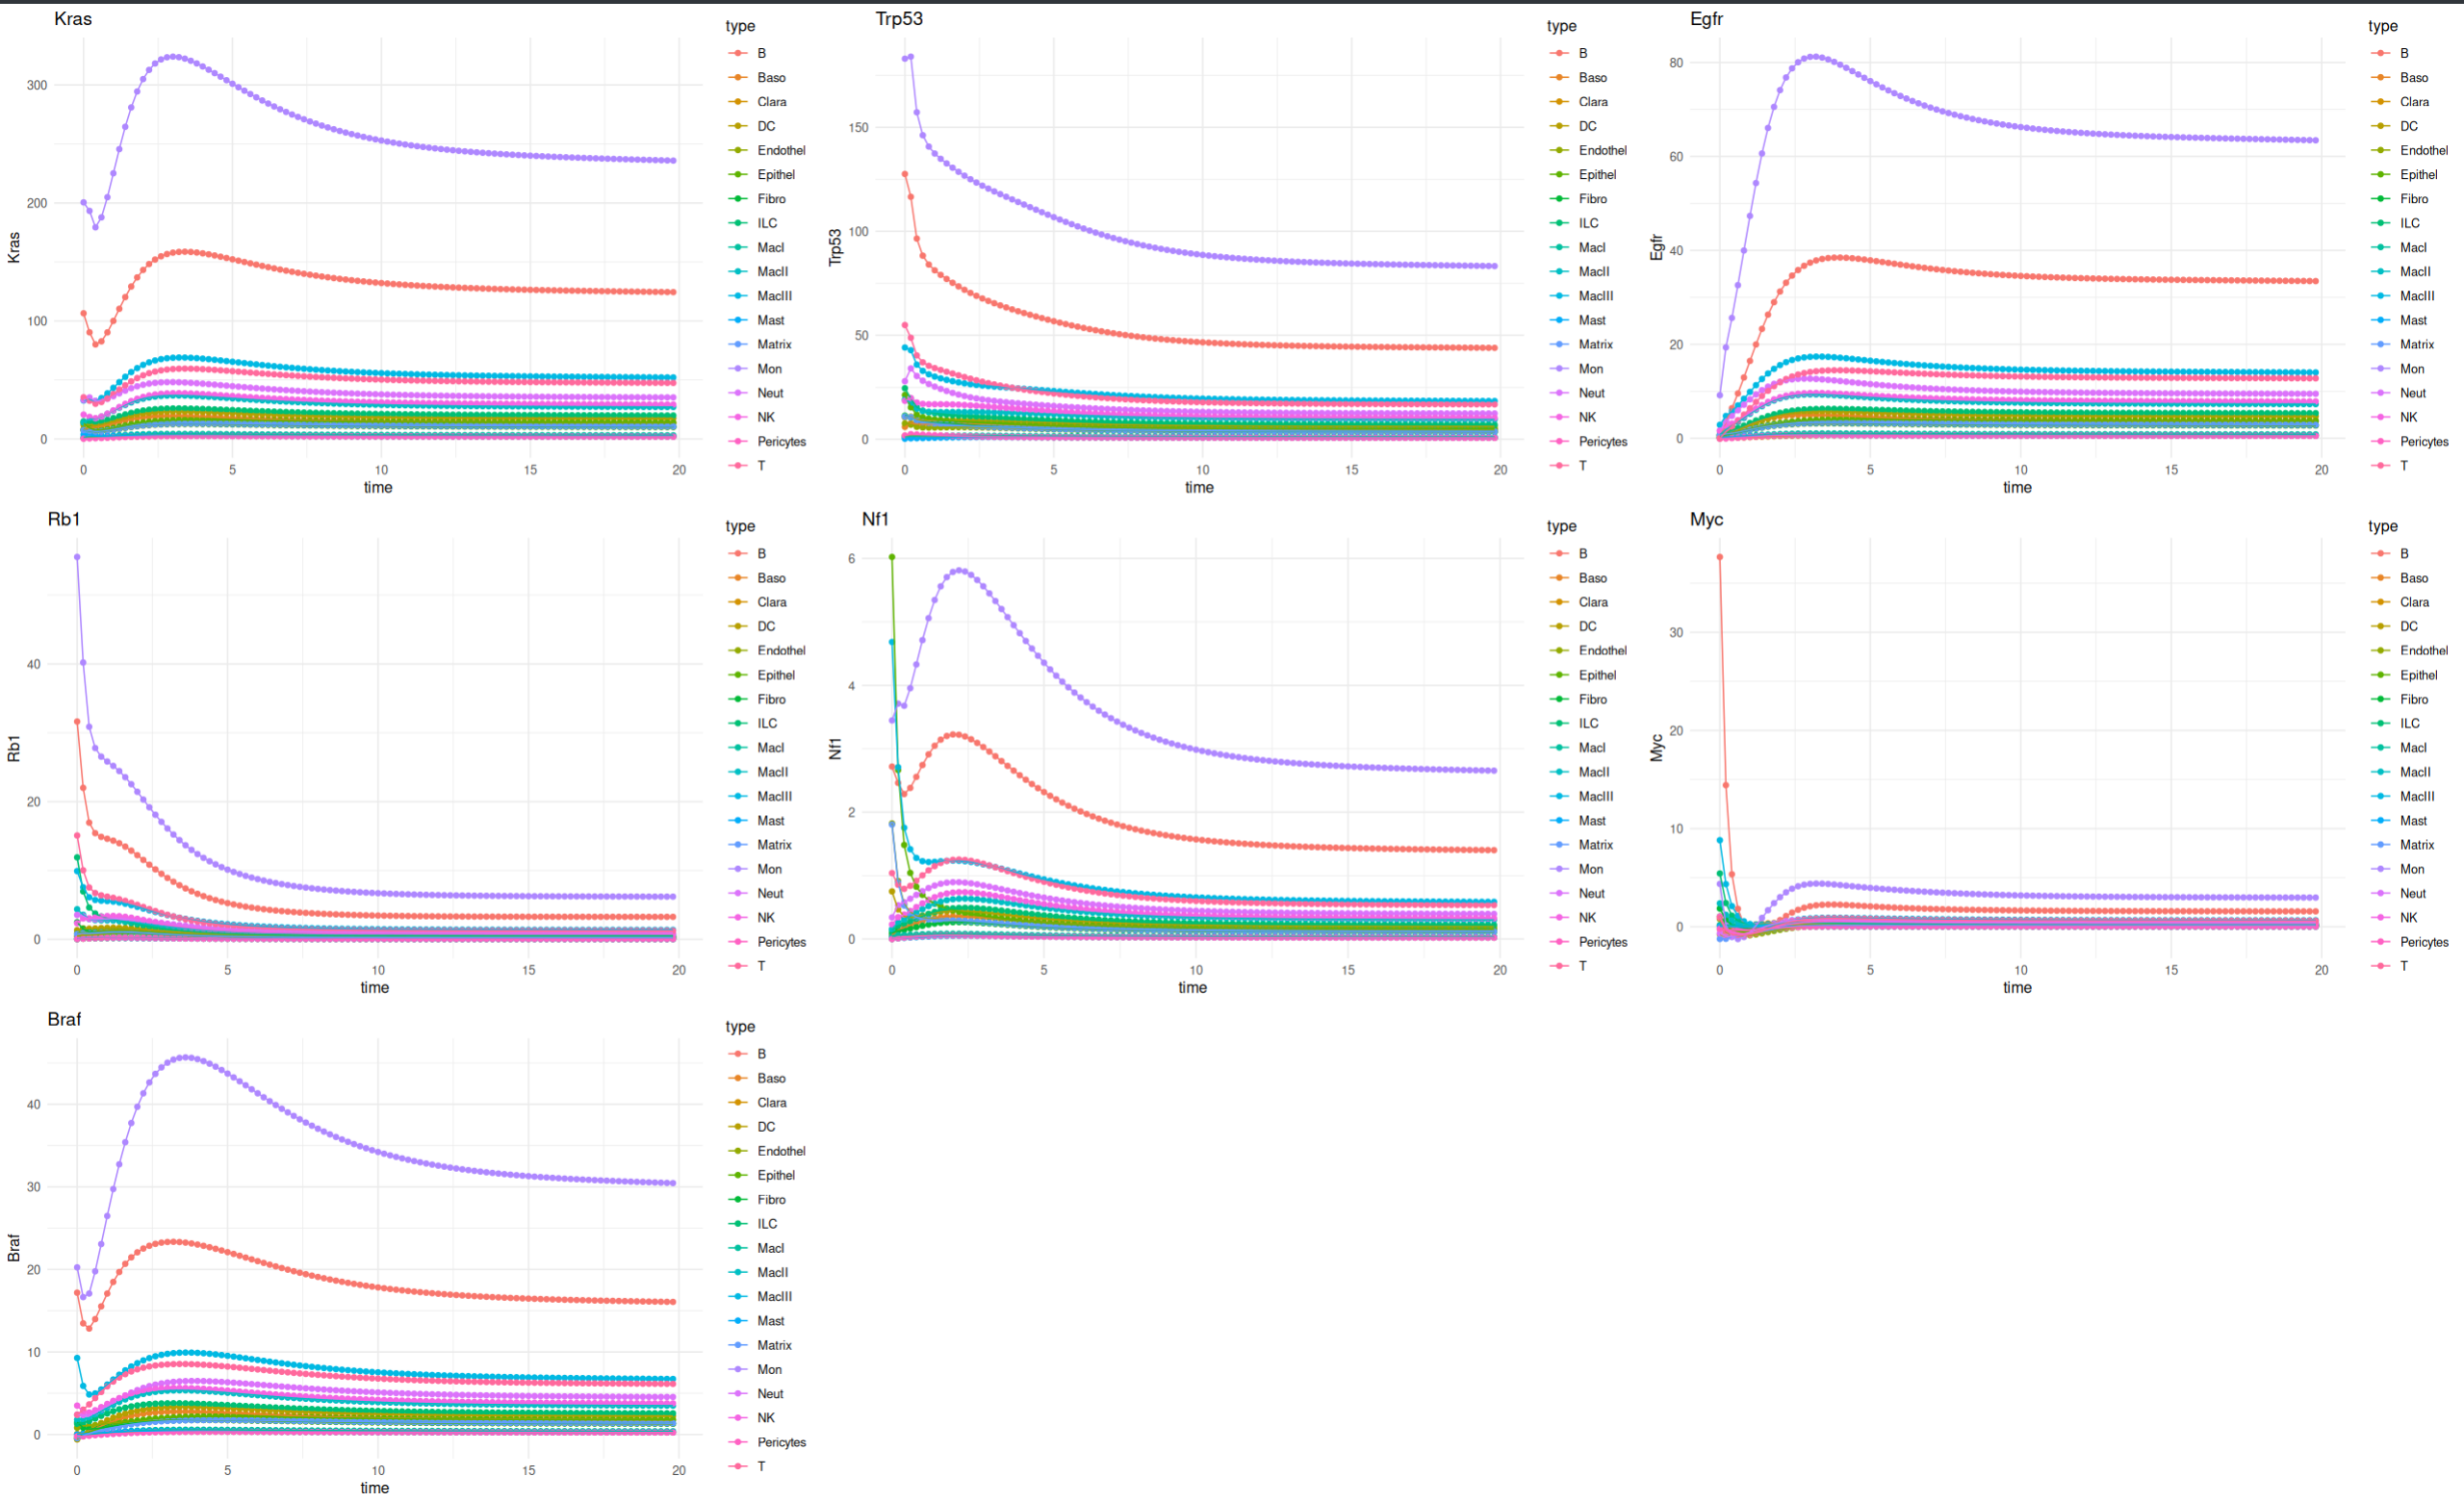 Kras
300
200
100
0
Kras
0 5 10 15 20
time
type
B
Baso
Clara
DC
Endothel
Epithel
Fibro
ILC
MacI
MacII
MacIII
Mast
Matrix
Mon
Neut
NK
Pericytes
T
Trp53
150
100
50
0
Trp53
0 5 10 15 20
time
type
B
Baso
Clara
DC
Endothel
Epithel
Fibro
ILC
MacI
MacII
MacIII
Mast
Matrix
Mon
Neut
NK
Pericytes
T
Egfr
80
60
40
20
0
Egfr
0 5 10 15 20
time
type
B
Baso
Clara
DC
Endothel
Epithel
Fibro
ILC
MacI
MacII
MacIII
Mast
Matrix
Mon
Neut
NK
Pericytes
T
Rb1
40
20
0
Rb1
0 5 10 15 20
time
type
B
Baso
Clara
DC
Endothel
Epithel
Fibro
ILC
MacI
MacII
MacIII
Mast
Matrix
Mon
Neut
NK
Pericytes
T
Nf1
6
4
2
0
Nf1
0 5 10 15 20
time
type
B
Baso
Clara
DC
Endothel
Epithel
Fibro
ILC
MacI
MacII
MacIII
Mast
Matrix
Mon
Neut
NK
Pericytes
T
Myc
30
20
10
0
Myc
0 5 10 15 20
time
type
B
Baso
Clara
DC
Endothel
Epithel
Fibro
ILC
MacI
MacII
MacIII
Mast
Matrix
Mon
Neut
NK
Pericytes
T
Braf
40
30
20
10
0
Braf
0 5 10 15 20
time
type
B
Baso
Clara
DC
Endothel
Epithel
Fibro
ILC
MacI
MacII
MacIII
Mast
Matrix
Mon
Neut
NK
Pericytes
T